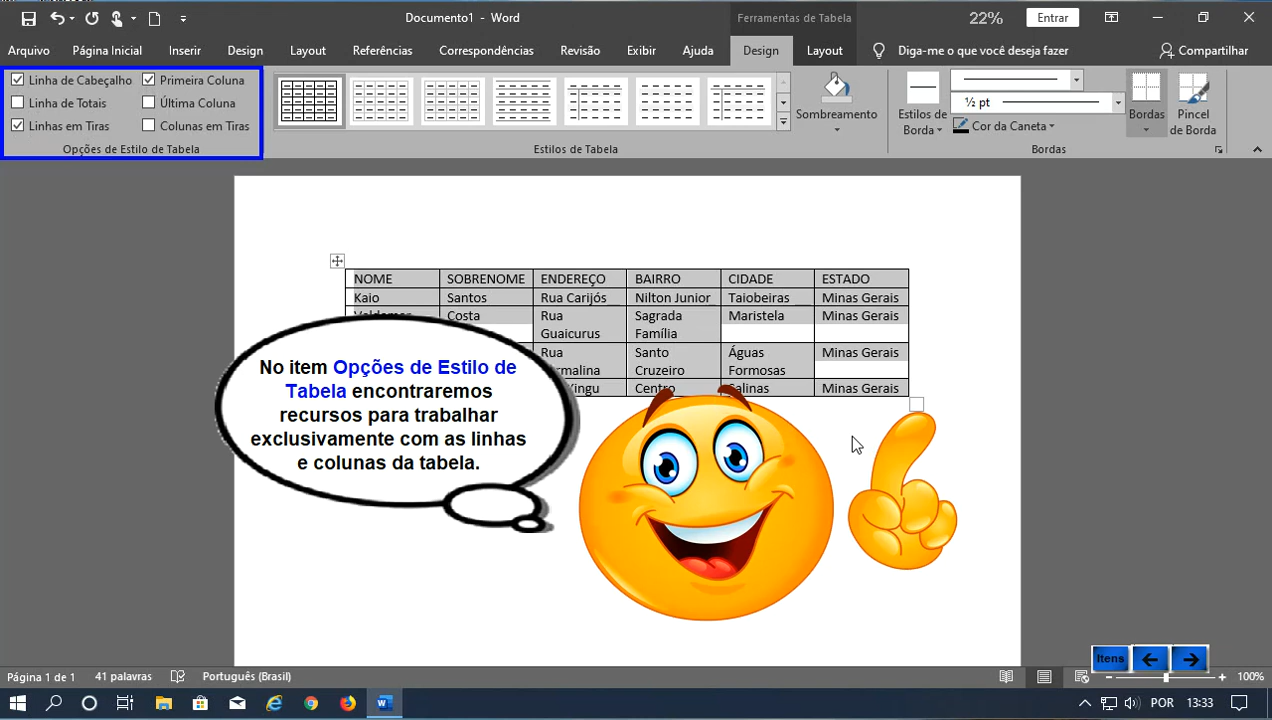 Documento1 - Word
Ferramentas de Tabela
22%
Entrar
Arquivo
Página Inicial
Inserir
Design
Layout
Referências
Correspondências
Revisão
Exibir
Ajuda
Design
Layout
Diga-me o que você deseja fazer
Compartilhar
Linha de Cabeçalho
Primeira Coluna
Linha de Totais
Última Coluna
Linhas em Tiras
Colunas em Tiras
Opções de Estilo de Tabela
Estilos de Tabela
Sombreamento
Estilos de
Borda
½ pt
Cor da Caneta
Bordas
Pincel
de Borda
Bordas
NOME SOBRENOME ENDEREÇO BAIRRO CIDADE ESTADO
Kaio Santos Rua Carijós Nilton Junior Taiobeiras Minas Gerais
Costa Rua Sagrada Maristela Minas Gerais
Guaicurus Família
Rua Santo Águas Minas Gerais
Cruzeiro Formosas
Centro Salinas Minas Gerais
No item Opções de Estilo de
Tabela encontraremos
recursos para trabalhar
exclusivamente com as linhas
e colunas da tabela.
Itens
Página 1 de 1
41 palavras
Português (Brasil)
100%
POR
13:33